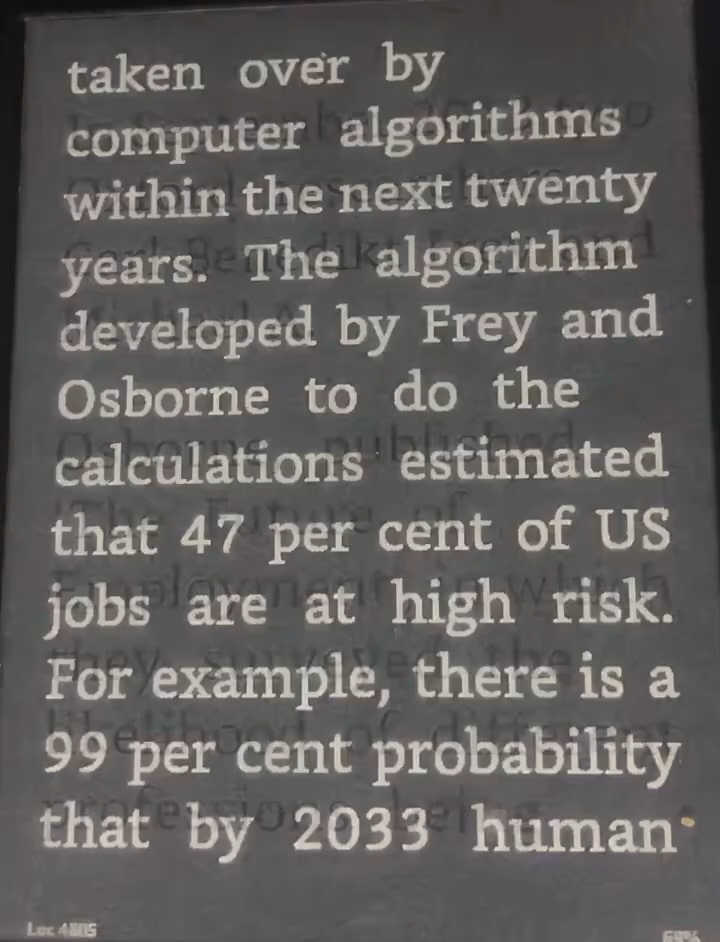 taken over by
computer algorithms
within the next twenty
years. The algorithm
developed by Frey and
Osborne to do the
calculations estimated
that 47 per cent of US
jobs are at high risk.
For example, there is a
99 per cent probability
that by 2033 human
Loc 4805